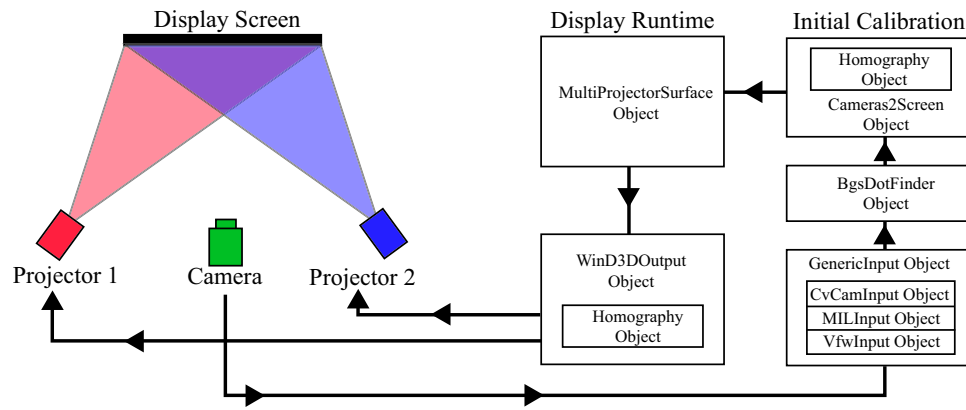 Display Screen
Projector 1
Camera
Projector 2
Display Runtime
MultiProjectorSurface
Object
WinD3DOutput
Object
Homography
Object
Initial Calibration
Homography
Object
Cameras2Screen
Object
BgsDotFinder
Object
GenericInput Object
CvCamInput Object
MILInput Object
VfwInput Object